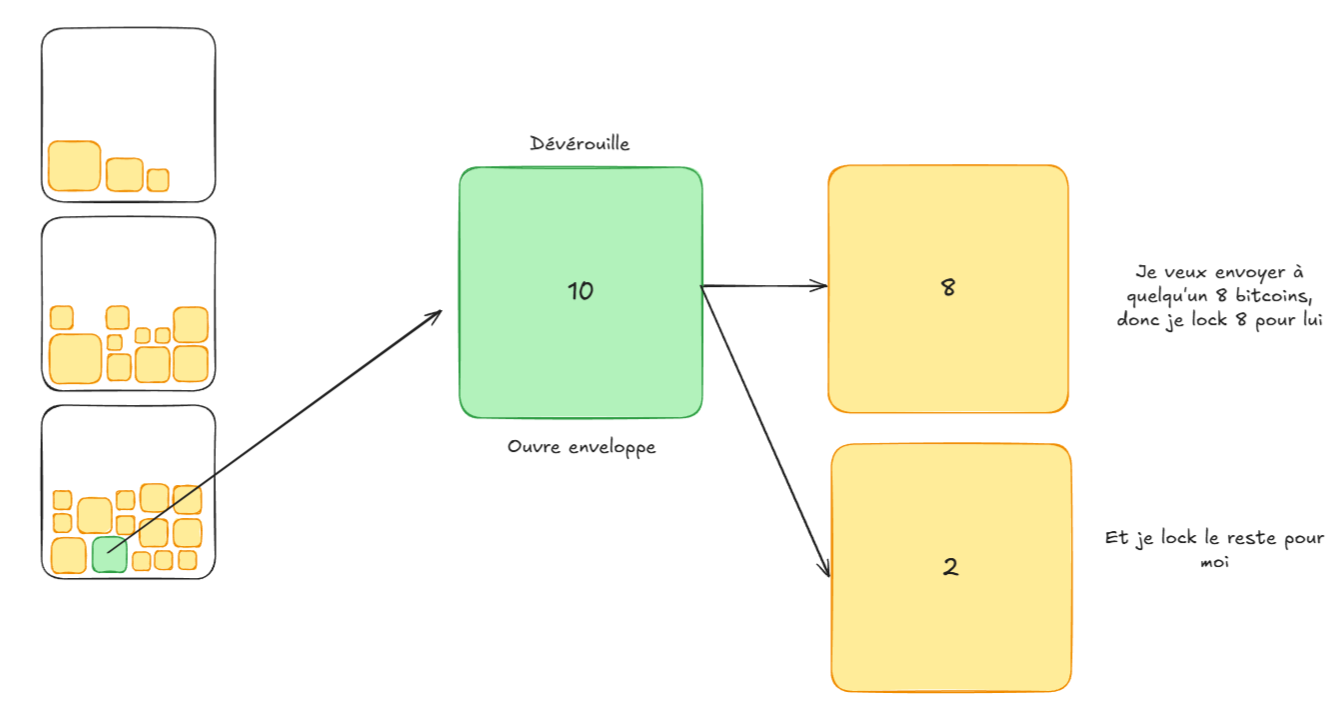 Dévérouille
10
Ouvre enveloppe
8
Je veux envoyer à
quelqu'un 8 bitcoins,
donc je lock 8 pour lui
2
Et je lock le reste pour
moi